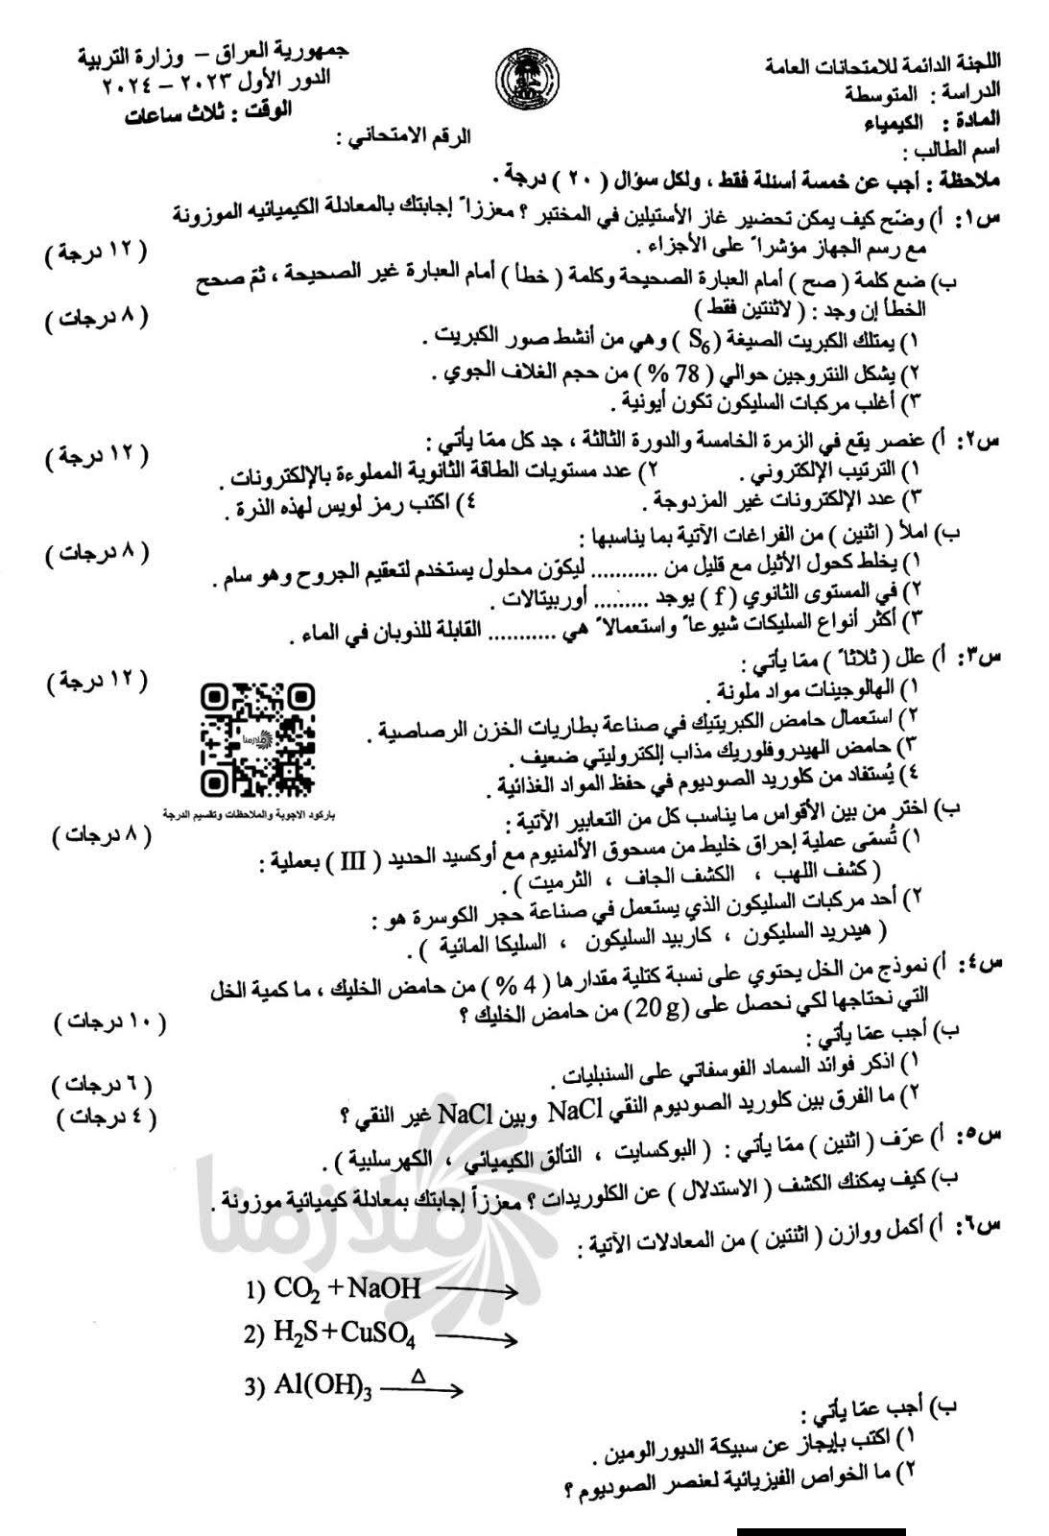 جمهورية العراق – وزارة التربية
الدور الأول ٢٠٢٣ – ٢٠٢٤
الوقت : ثلاث ساعات
اللجنة الدائمة للامتحانات العامة
الدراسة : المتوسطة
المادة : الكيمياء
اسم الطالب :
الرقم الامتحاني :
ملاحظة : أجب عن خمسة أسئلة فقط ، ولكل سؤال ( ٢٠ ) درجة .
س١: أ) وضّح كيف يمكن تحضير غاز الأستيلين في المختبر ؟ معززاً إجابتك بالمعادلة الكيميائيه الموزونة
مع رسم الجهاز مؤشراً على الأجزاء . ( ١٢ درجة )
ب) ضع كلمة ( صح ) أمام العبارة الصحيحة وكلمة ( خطأ ) أمام العبارة غير الصحيحة ، ثمّ صحح
الخطأ إن وجد : ( لاثنتين فقط ) ( ٨ درجات )
١) يمتلك الكبريت الصيغة ( S₆ ) وهي من أنشط صور الكبريت .
٢) يشكل النتروجين حوالي ( 78 % ) من حجم الغلاف الجوي .
٣) أغلب مركبات السليكون تكون أيونية .
س٢: أ) عنصر يقع في الزمرة الخامسة والدورة الثالثة ، جد كل ممّا يأتي : ( ١٢ درجة )
١) الترتيب الإلكتروني . ٢) عدد مستويات الطاقة الثانوية المملوءة بالإلكترونات .
٣) عدد الإلكترونات غير المزدوجة . ٤) اكتب رمز لويس لهذه الذرة .
ب) املأ ( اثنين ) من الفراغات الآتية بما يناسبها : ( ٨ درجات )
١) يخلط كحول الأثيل مع قليل من ........... ليكوّن محلول يستخدم لتعقيم الجروح وهو سام .
٢) في المستوى الثانوي ( f ) يوجد ......... أوربيتالات .
٣) أكثر أنواع السليكات شيوعاً واستعمالاً هي ........... القابلة للذوبان في الماء .
س٣: أ) علل ( ثلاثاً ) ممّا يأتي : ( ١٢ درجة )
١) الهالوجينات مواد ملونة .
٢) استعمال حامض الكبريتيك في صناعة بطاريات الخزن الرصاصية .
٣) حامض الهيدروفلوريك مذاب إلكتروليتي ضعيف .
٤) يُستفاد من كلوريد الصوديوم في حفظ المواد الغذائية .
ملازمنا
باركود الاجوبة والملاحظات وتقسيم الدرجة
ب) اختر من بين الأقواس ما يناسب كل من التعابير الآتية : ( ٨ درجات )
١) تُسمّى عملية إحراق خليط من مسحوق الألمنيوم مع أوكسيد الحديد ( III ) بعملية :
( كشف اللهب ، الكشف الجاف ، الثرميت ) .
٢) أحد مركبات السليكون الذي يستعمل في صناعة حجر الكوسرة هو :
( هيدريد السليكون ، كاربيد السليكون ، السليكا المائية ) .
س٤: أ) نموذج من الخل يحتوي على نسبة كتلية مقدارها ( 4 % ) من حامض الخليك ، ما كمية الخل
التي نحتاجها لكي نحصل على ( 20 g ) من حامض الخليك ؟ ( ١٠ درجات )
ب) أجب عمّا يأتي :
١) اذكر فوائد السماد الفوسفاتي على السنبليات . ( ٦ درجات )
٢) ما الفرق بين كلوريد الصوديوم النقي NaCl وبين NaCl غير النقي ؟ ( ٤ درجات )
س٥: أ) عرّف ( اثنين ) ممّا يأتي : ( البوكسايت ، التألق الكيميائي ، الكهرسلبية ) .
ب) كيف يمكنك الكشف ( الاستدلال ) عن الكلوريدات ؟ معززاً إجابتك بمعادلة كيميائية موزونة .
ملازمنا
س٦: أ) أكمل ووازن ( اثنتين ) من المعادلات الآتية :
1) CO₂ + NaOH ⟶
2) H₂S + CuSO₄ ⟶
3) Al(OH)₃ —Δ→
ب) أجب عمّا يأتي :
١) اكتب بإيجاز عن سبيكة الديورالومين .
٢) ما الخواص الفيزيائية لعنصر الصوديوم ؟